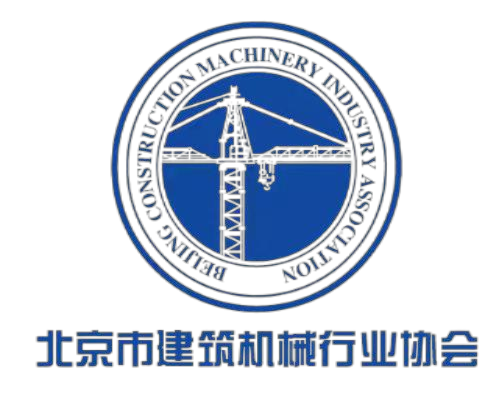 BEIJING CONSTRUCTION MACHINERY INDUSTRY ASSOCIATION
北京市建筑机械行业协会